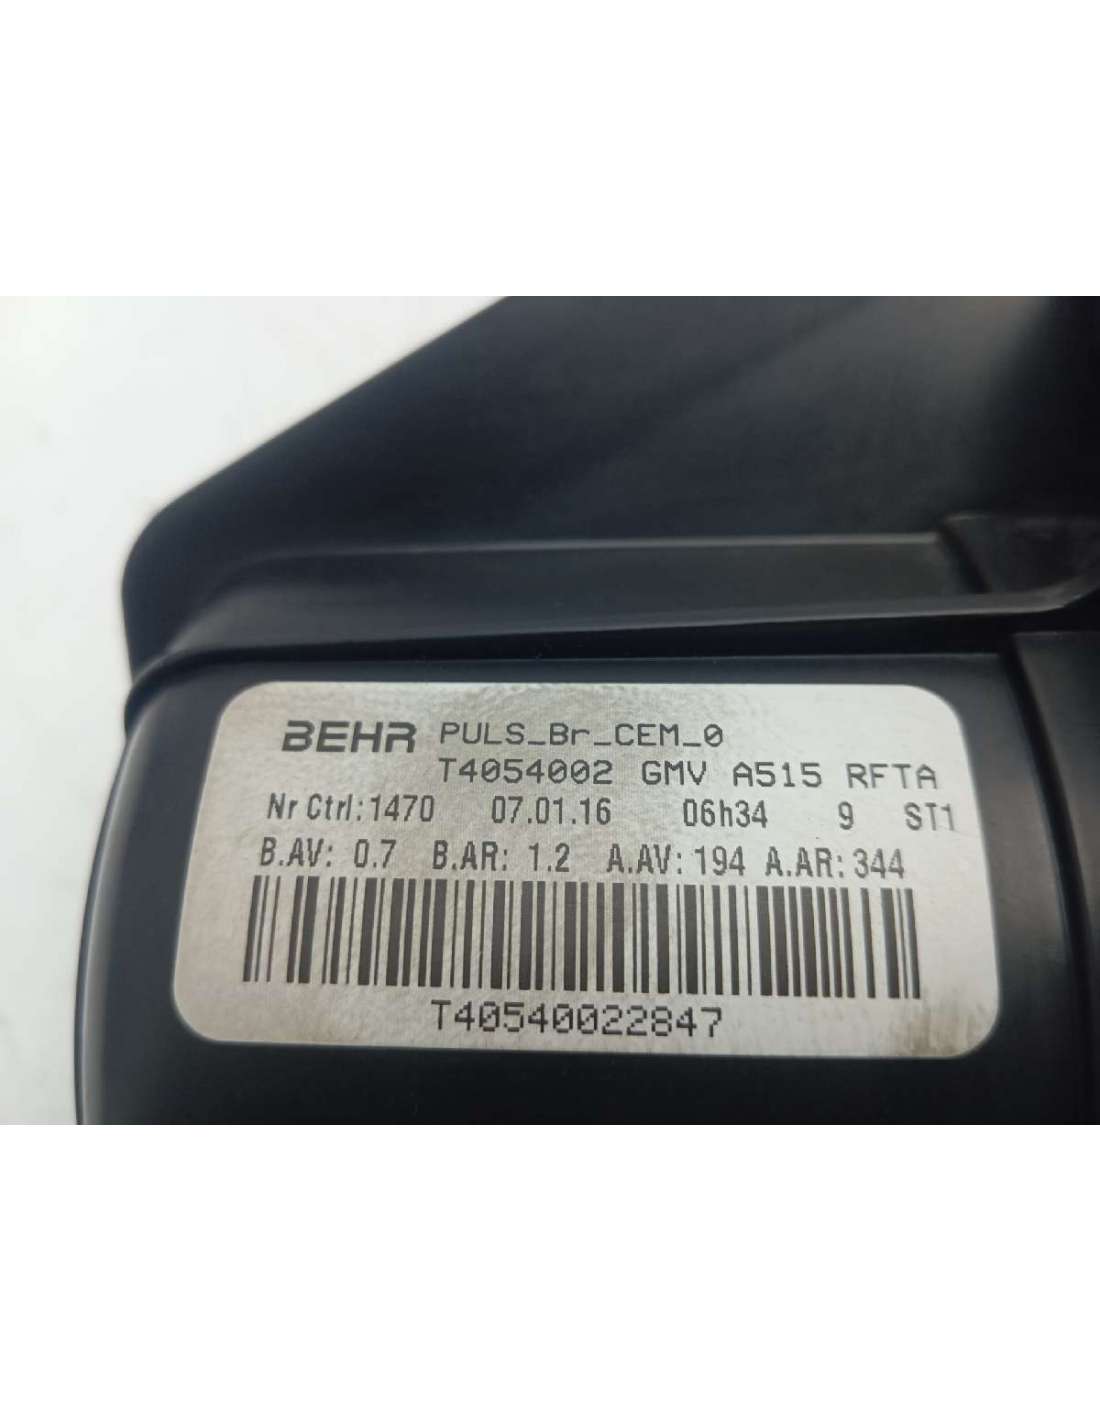 BEHR PULS_Br_CEM_0
T4054002 GMV A515 RFTA
Nr Ctrl:1470 07.01.16 06h34 9 ST1
B.AV: 0.7 B.AR: 1.2 A.AV: 194 A.AR: 344
T40540022847